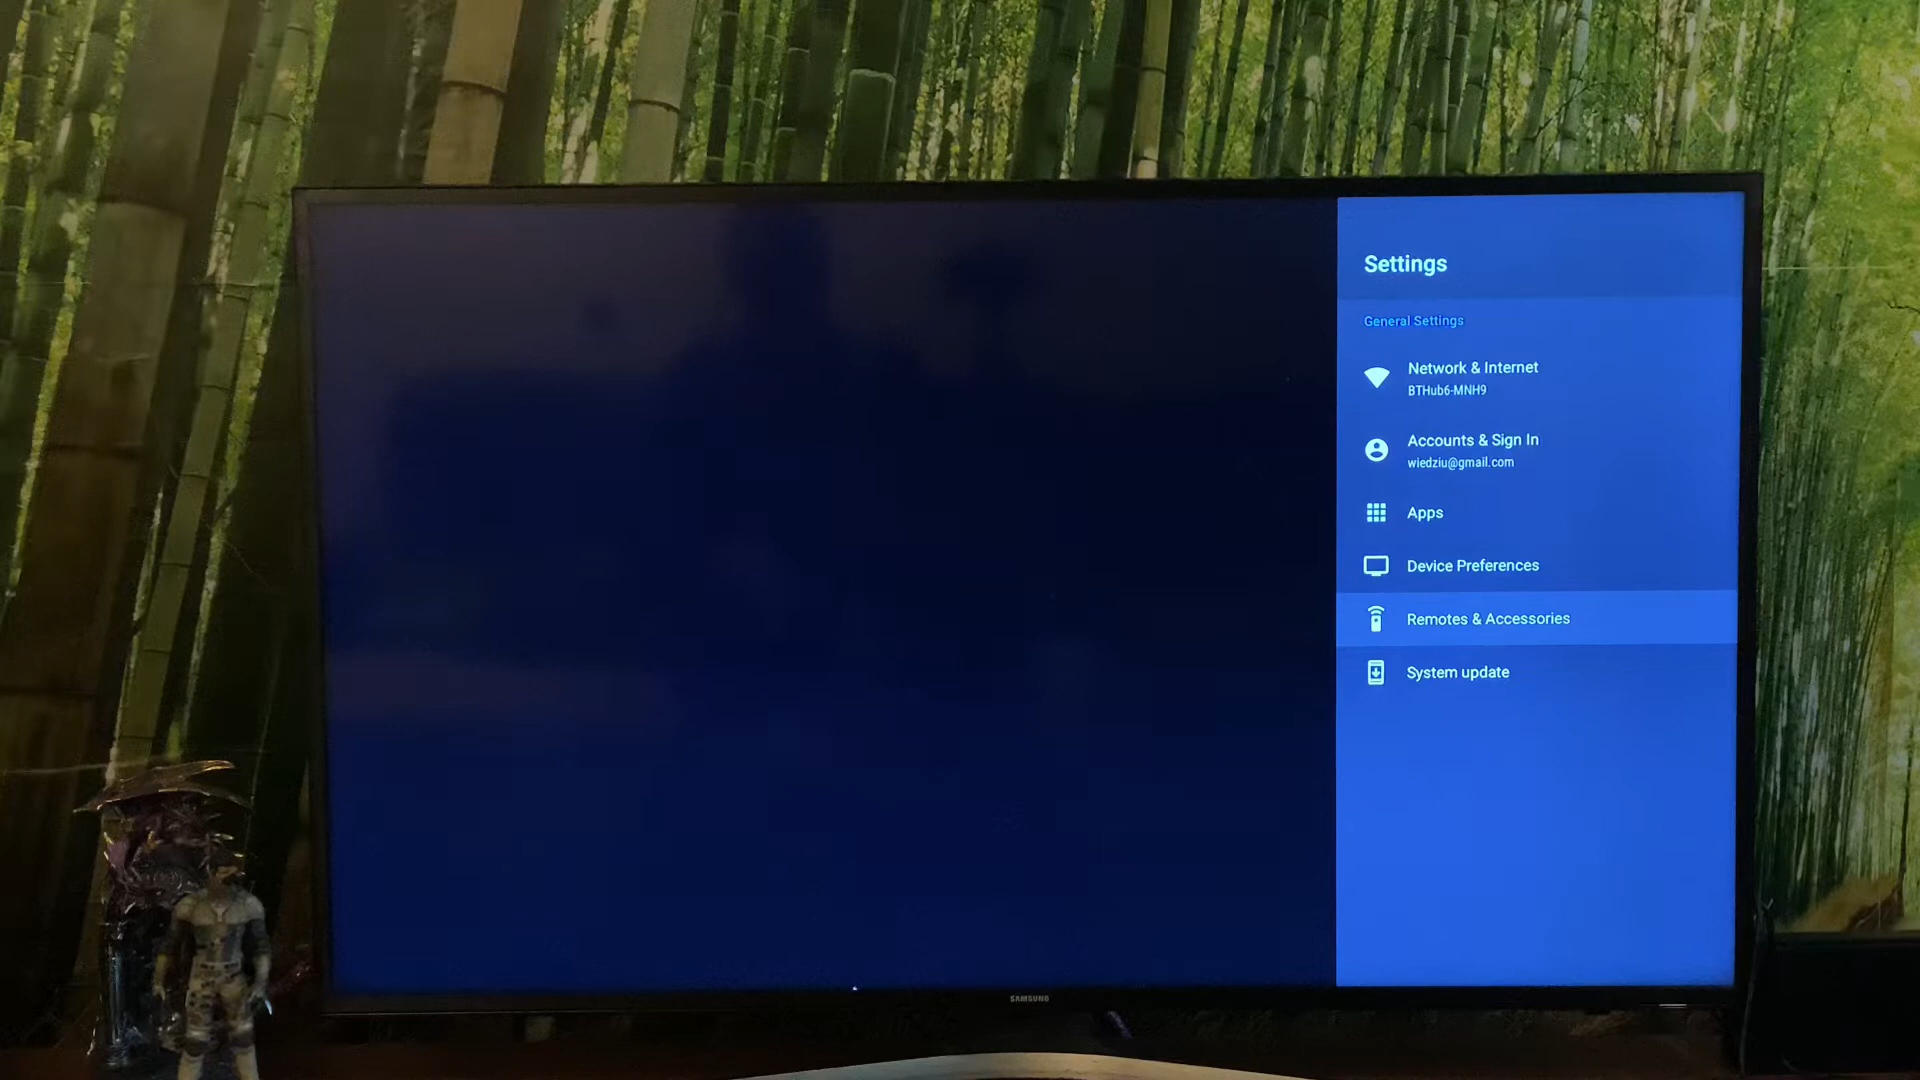 Settings
General Settings
Network & Internet
BTHub6-MNH9
Accounts & Sign In
wiedziu@gmail.com
Apps
Device Preferences
Remotes & Accessories
System update
SAMSUNG